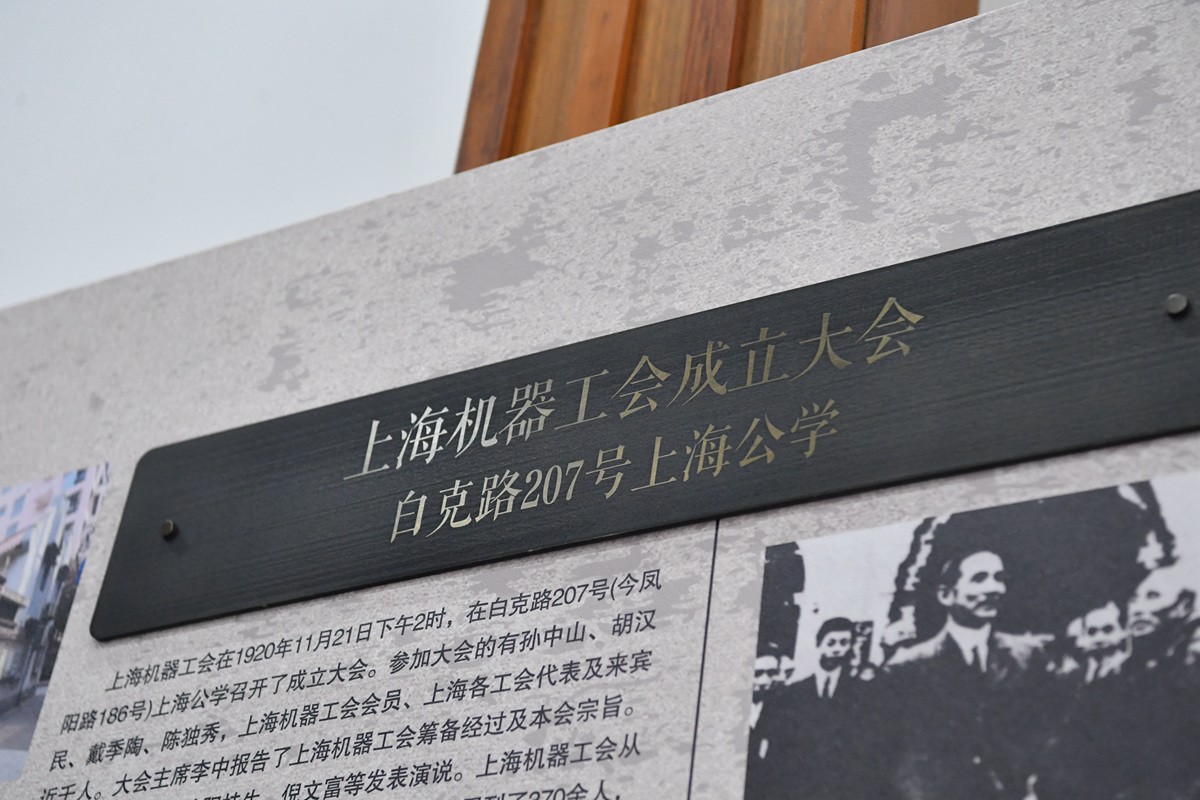 上海机器工会成立大会
白克路207号上海公学
上海机器工会在1920年11月21日下午2时，在白克路207号(今凤
阳路186号)上海公学召开了成立大会。参加大会的有孙中山、胡汉
民、戴季陶、陈独秀，上海机器工会会员、上海各工会代表及来宾
近千人。大会主席李中报告了上海机器工会筹备经过及本会宗旨。
倪文富等发表演说。上海机器工会从
了370余人，